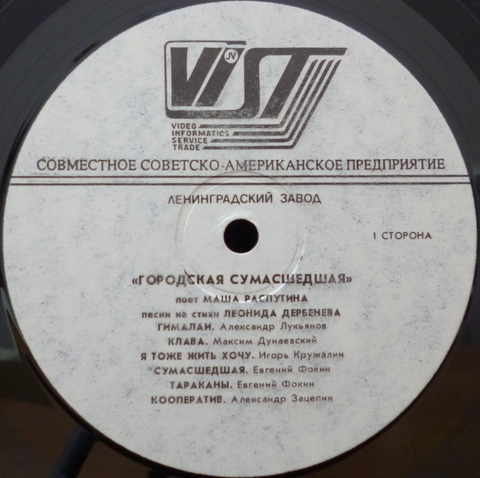 JV
VIST
VIDEO
INFORMATICS
SERVICE
TRADE
СОВМЕСТНОЕ СОВЕТСКО-АМЕРИКАНСКОЕ ПРЕДПРИЯТИЕ
ЛЕНИНГРАДСКИЙ ЗАВОД
1 СТОРОНА
«ГОРОДСКАЯ СУМАСШЕДШАЯ»
поет МАША РАСПУТИНА
песни на стихи ЛЕОНИДА ДЕРБЕНЕВА
ГИМАЛАИ. Александр Лукьянов
КЛАВА. Максим Дунаевский
Я ТОЖЕ ЖИТЬ ХОЧУ. Игорь Кружалин
СУМАСШЕДШАЯ. Евгений Фокин
ТАРАКАНЫ. Евгений Фокин
КООПЕРАТИВ. Александр Зацепин